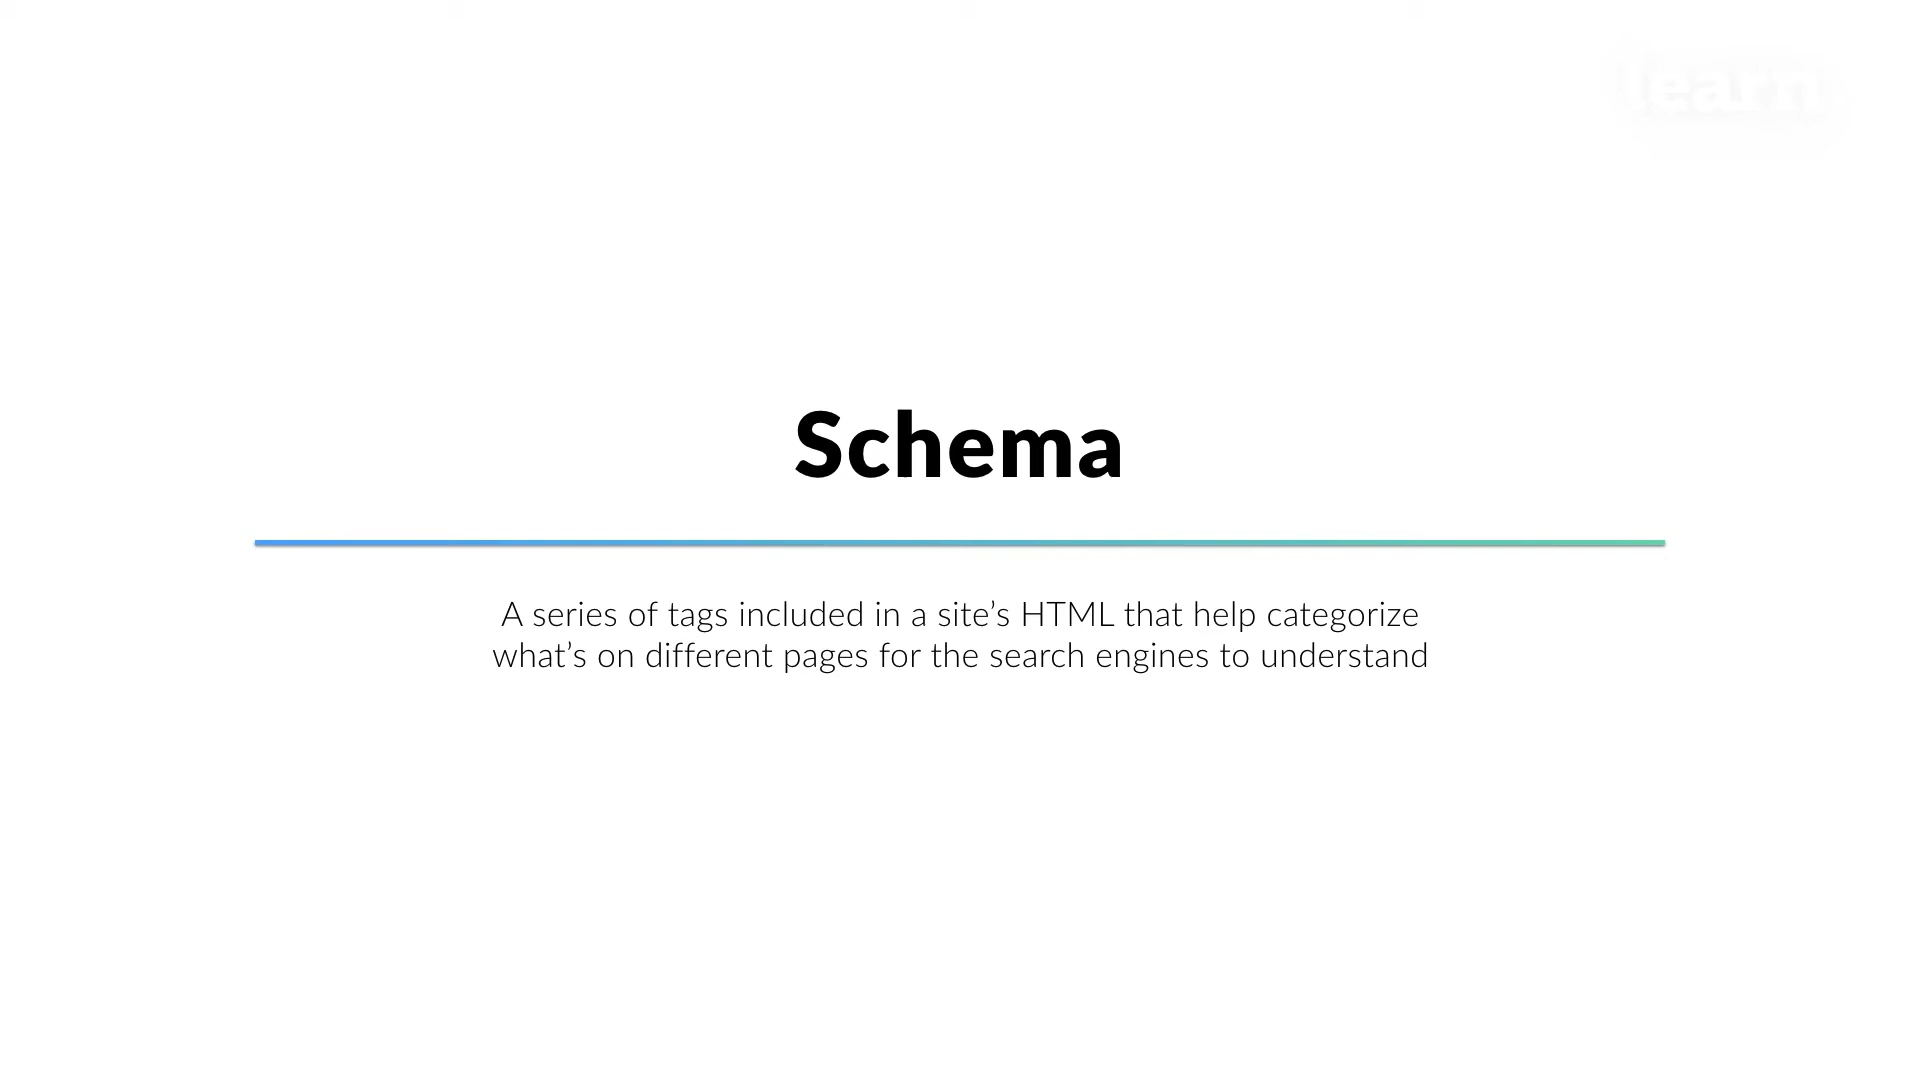 learn
Schema
A series of tags included in a site’s HTML that help categorize
what’s on different pages for the search engines to understand